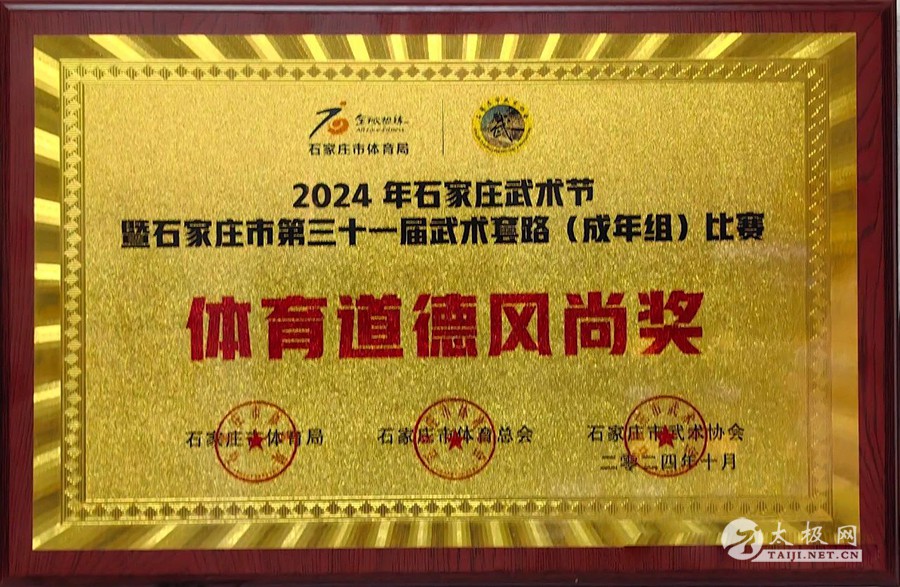 石家庄市体育局
2024 年石家庄武术节
暨石家庄市第三十一届武术套路（成年组）比赛
体育道德风尚奖
石家庄市体育局 石家庄市体育总会 石家庄市武术协会
二零二四年十月
太极网
TAIJI.NET.CN